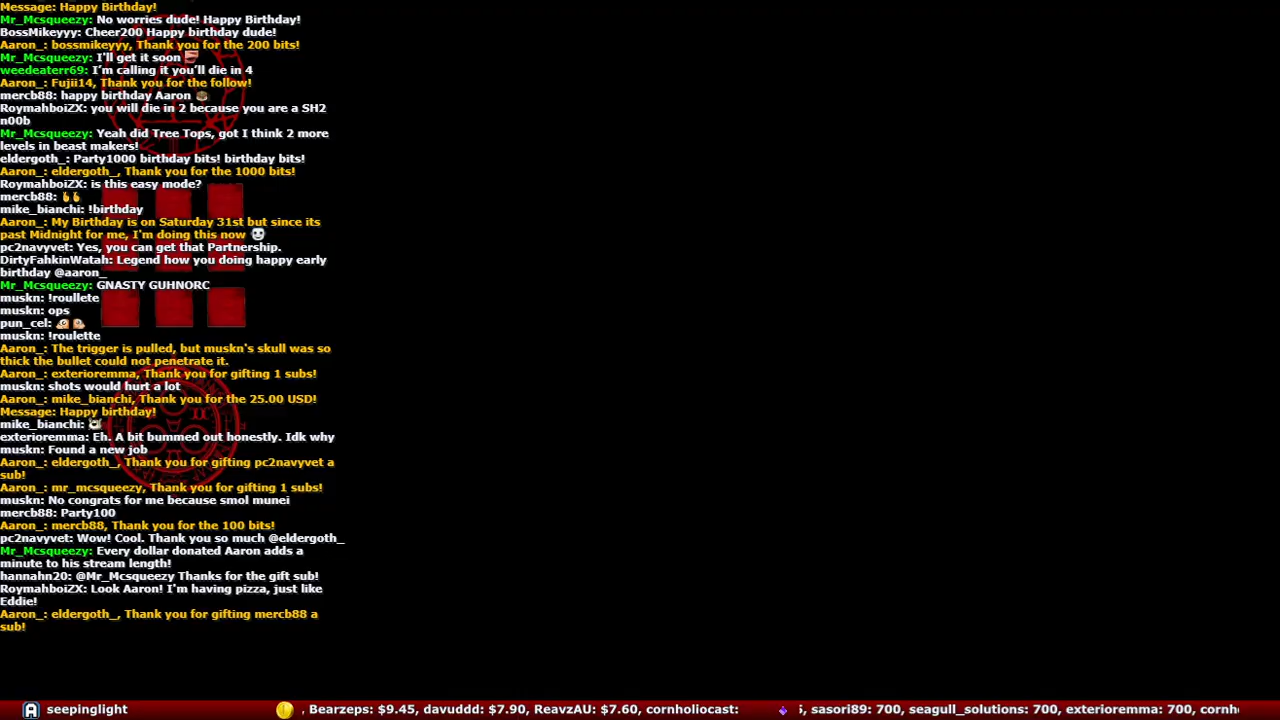 Message: Happy Birthday!
Mr_Mcsqueezy: No worries dude! Happy Birthday!
BossMikeyyy: Cheer200 Happy birthday dude!
Aaron_: bossmikeyyy, Thank you for the 200 bits!
Mr_Mcsqueezy: I'll get it soon
weedeaterr69: I'm calling it you'll die in 4
Aaron_: Fujii14, Thank you for the follow!
mercb88: happy birthday Aaron
RoymahboiZX: you will die in 2 because you are a SH2
n00b
Mr_Mcsqueezy: Yeah did Tree Tops, got I think 2 more
levels in beast makers!
eldergoth_: Party1000 birthday bits! birthday bits!
Aaron_: eldergoth_, Thank you for the 1000 bits!
RoymahboiZX: is this easy mode?
mercb88:
mike_bianchi: !birthday
Aaron_: My Birthday is on Saturday 31st but since its
past Midnight for me, I'm doing this now
pc2navyvet: Yes, you can get that Partnership.
DirtyFahkinWatah: Legend how you doing happy early
birthday @aaron_
Mr_Mcsqueezy: GNASTY GUHNORC
muskn: !roullete
muskn: ops
pun_cel:
muskn: !roulette
Aaron_: The trigger is pulled, but muskn's skull was so
thick the bullet could not penetrate it.
Aaron_: exterioremma, Thank you for gifting 1 subs!
muskn: shots would hurt a lot
Aaron_: mike_bianchi, Thank you for the 25.00 USD!
Message: Happy birthday!
mike_bianchi:
exterioremma: Eh. A bit bummed out honestly. Idk why
muskn: Found a new job
Aaron_: eldergoth_, Thank you for gifting pc2navyvet a
sub!
Aaron_: mr_mcsqueezy, Thank you for gifting 1 subs!
muskn: No congrats for me because smol munei
mercb88: Party100
Aaron_: mercb88, Thank you for the 100 bits!
pc2navyvet: Wow! Cool. Thank you so much @eldergoth_
Mr_Mcsqueezy: Every dollar donated Aaron adds a
minute to his stream length!
hannahn20: @Mr_Mcsqueezy Thanks for the gift sub!
RoymahboiZX: Look Aaron! I'm having pizza, just like
Eddie!
Aaron_: eldergoth_, Thank you for gifting mercb88 a
sub!
seepinglight , Bearzeps: $9.45, davuddd: $7.90, ReavzAU: $7.60, cornholiocast: , sasori89: 700, seagull_solutions: 700, exterioremma: 700,